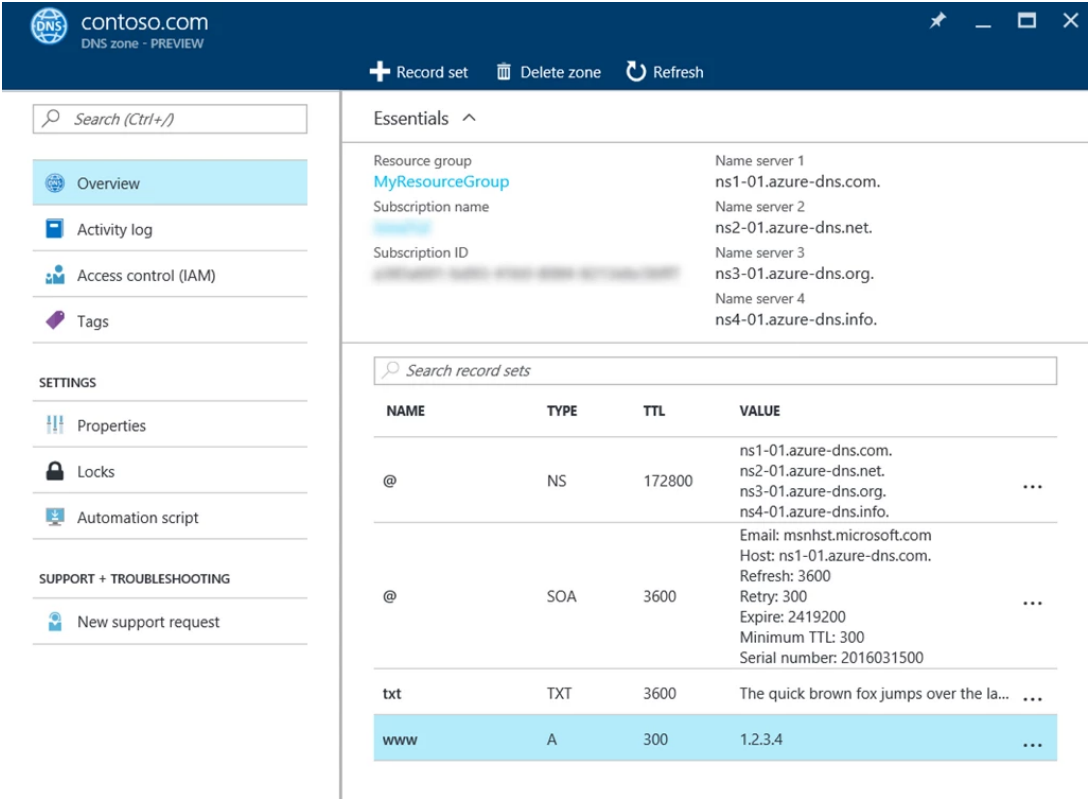 DNS
contoso.com
DNS zone - PREVIEW
Record set
Delete zone
Refresh
Search (Ctrl+/)
Overview
Activity log
Access control (IAM)
Tags
SETTINGS
Properties
Locks
Automation script
SUPPORT + TROUBLESHOOTING
New support request
Essentials
Resource group
MyResourceGroup
Subscription name
Subscription ID
Name server 1
ns1-01.azure-dns.com.
Name server 2
ns2-01.azure-dns.net.
Name server 3
ns3-01.azure-dns.org.
Name server 4
ns4-01.azure-dns.info.
Search record sets
NAME TYPE TTL VALUE
@ NS 172800
ns1-01.azure-dns.com.
ns2-01.azure-dns.net.
ns3-01.azure-dns.org.
ns4-01.azure-dns.info.
@ SOA 3600
Email: msnhst.microsoft.com
Host: ns1-01.azure-dns.com.
Refresh: 3600
Retry: 300
Expire: 2419200
Minimum TTL: 300
Serial number: 2016031500
txt TXT 3600 The quick brown fox jumps over the la...
www A 300 1.2.3.4